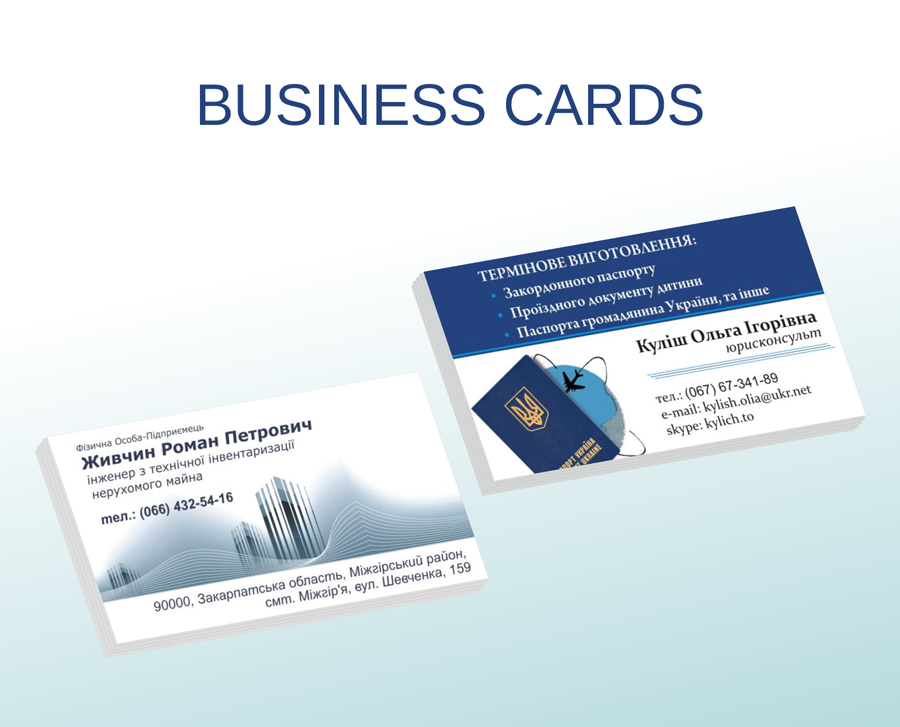 BUSINESS CARDS
ТЕРМІНОВЕ ВИГОТОВЛЕННЯ:
• Закордонного паспорту
• Проїздного документу дитини
• Паспорта громадянина України, та інше
Куліш Ольга Ігорівна
юрисконсульт
тел.: (067) 67-341-89
e-mail: kylish.olia@ukr.net
skype: kylich.to
ПОРТ УКРАЇНА
UKRAINE
Фізична Особа-Підприємець
Живчин Роман Петрович
інженер з технічної інвентаризації
нерухомого майна
тел.: (066) 432-54-16
90000, Закарпатська область, Міжгірський район,
смт. Міжгір'я, вул. Шевченка, 159